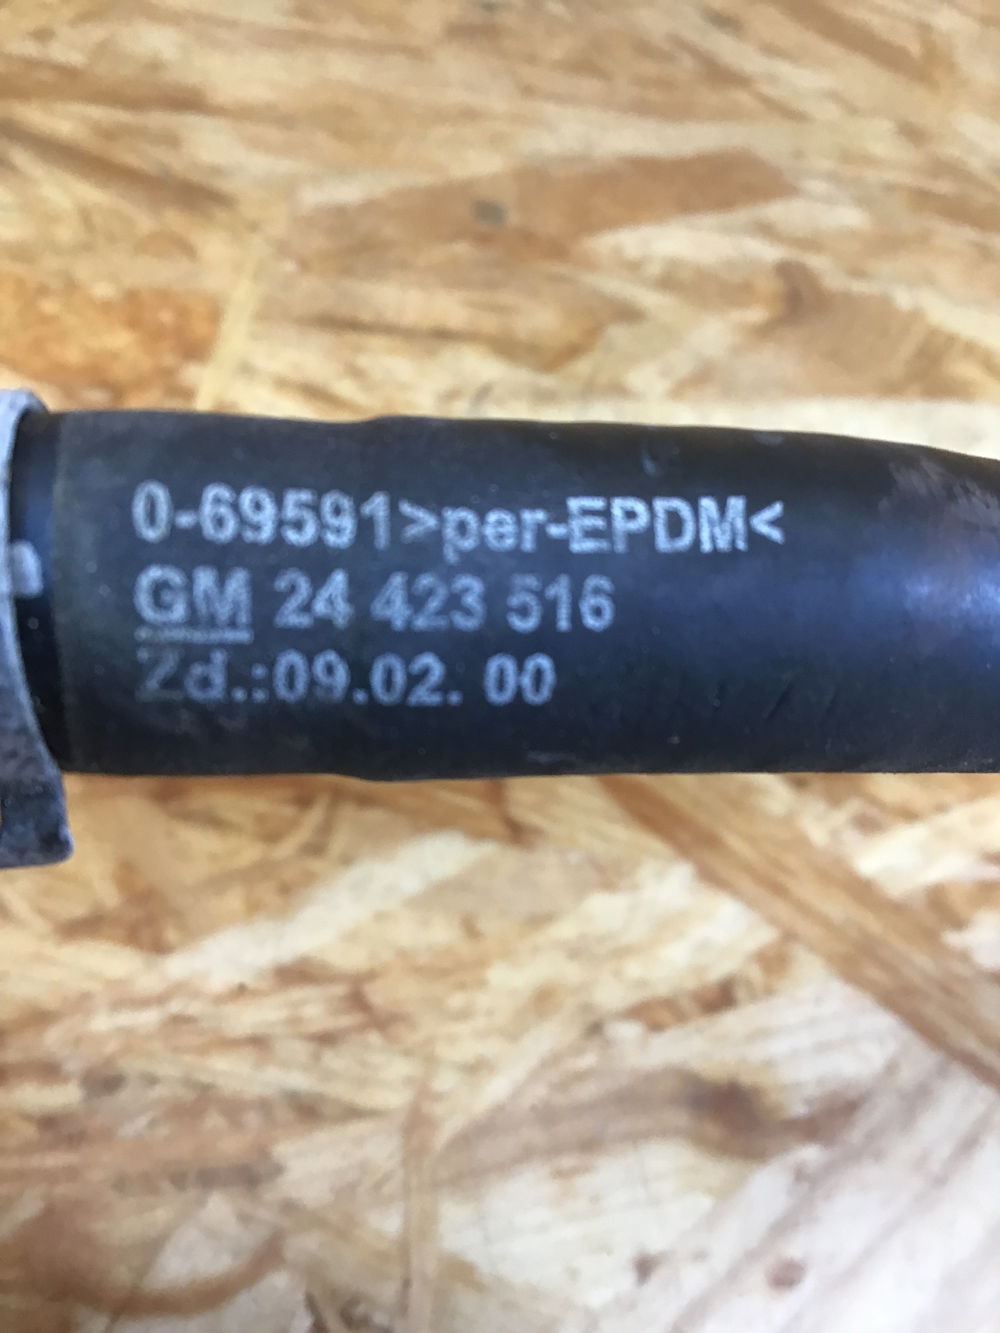 0-69591>per-EPDM<
GM 24 423 516
Zd.:09.02. 00